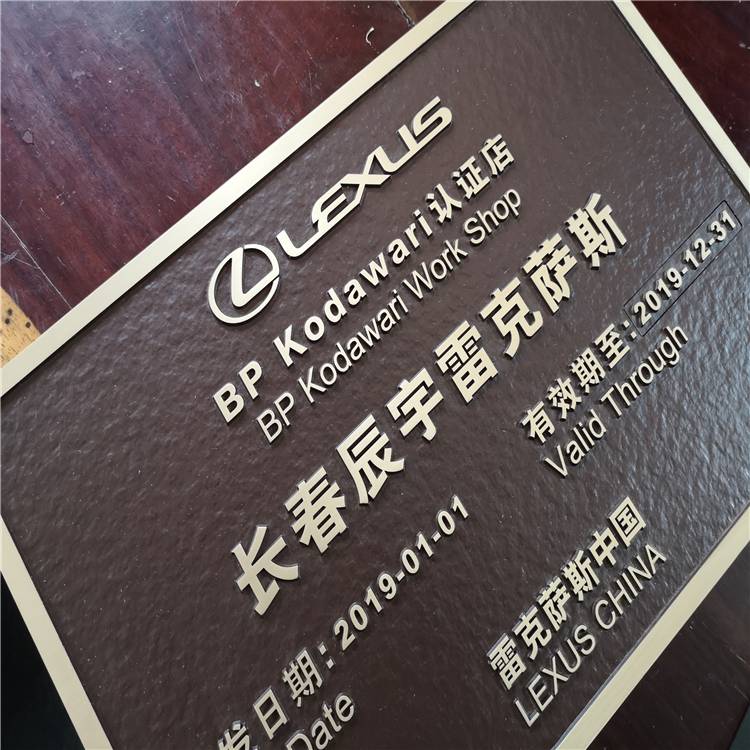 LEXUS
BP Kodawari认证店
BP Kodawari Work Shop
长春辰宇雷克萨斯
发日期:2019-01-01
Date
有效期至:2019-12-31
Valid Through
雷克萨斯中国
LEXUS CHINA